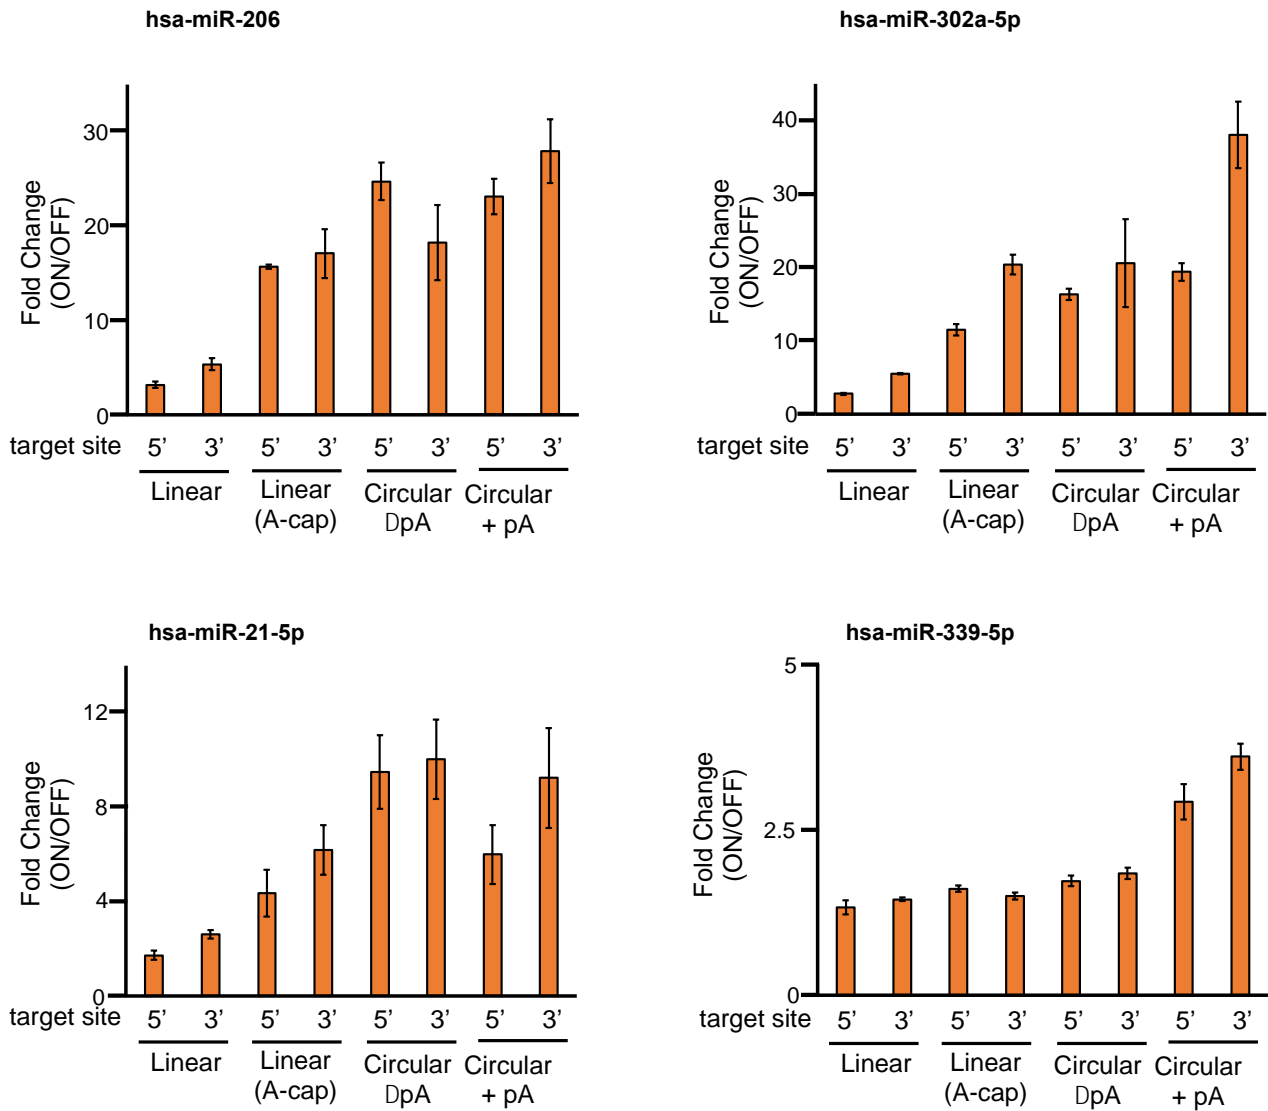 hsa-miR-206
Fold Change
(ON/OFF)
30
20
10
0
target site 5’ 3’ 5’ 3’ 5’ 3’ 5’ 3’
Linear Linear Circular Circular
(A-cap) DpA + pA
hsa-miR-302a-5p
Fold Change
(ON/OFF)
40
30
20
10
0
target site 5’ 3’ 5’ 3’ 5’ 3’ 5’ 3’
Linear Linear Circular Circular
(A-cap) DpA + pA
hsa-miR-21-5p
Fold Change
(ON/OFF)
12
8
4
0
target site 5’ 3’ 5’ 3’ 5’ 3’ 5’ 3’
Linear Linear Circular Circular
(A-cap) DpA + pA
hsa-miR-339-5p
Fold Change
(ON/OFF)
5
2.5
0
target site 5’ 3’ 5’ 3’ 5’ 3’ 5’ 3’
Linear Linear Circular Circular
(A-cap) DpA + pA